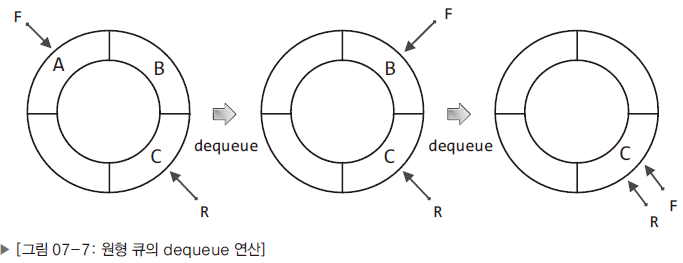 F
A
B
C
R
dequeue
F
B
C
R
dequeue
C
F
R
▶ [그림 07-7: 원형 큐의 dequeue 연산]